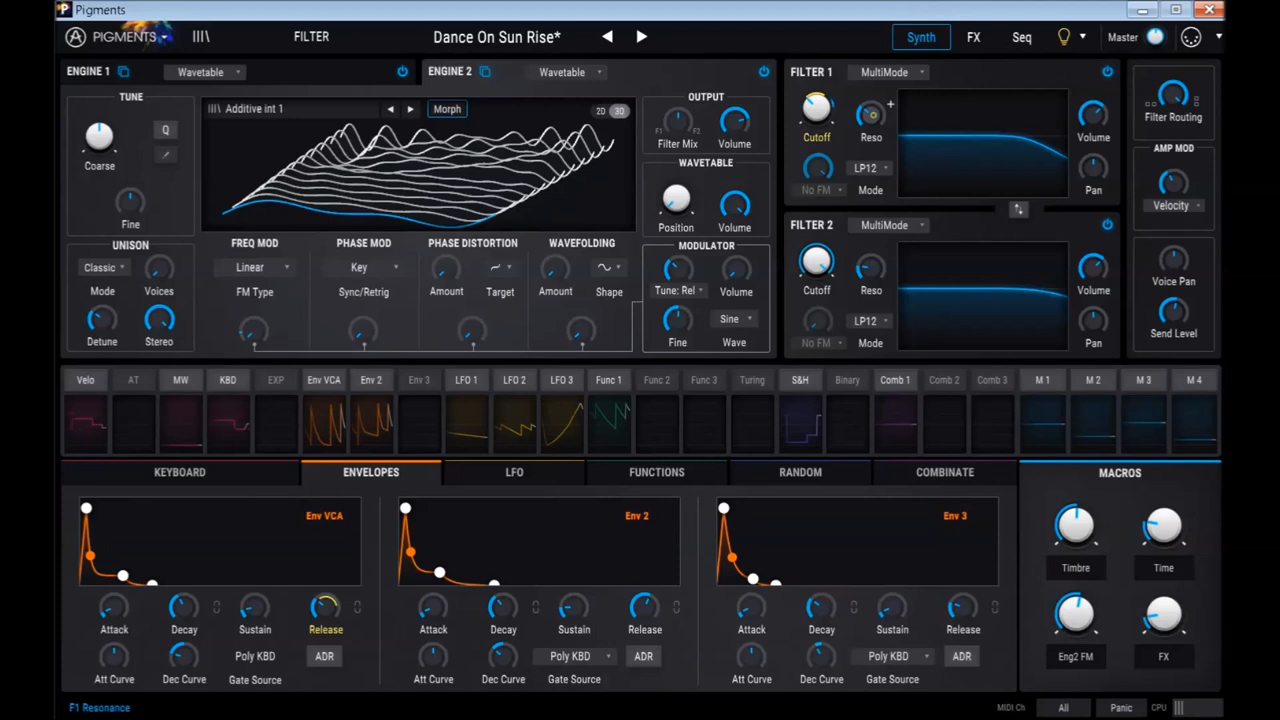 Pigments
PIGMENTS
FILTER
Dance On Sun Rise*
Synth
FX
Seq
Master
ENGINE 1
Wavetable
ENGINE 2
Wavetable
FILTER 1
MultiMode
TUNE
Additive int 1
Morph
2D
3D
OUTPUT
Q
Coarse
Fine
F1
F2
Filter Mix
Volume
WAVETABLE
Position
Volume
Cutoff
Reso
LP12
No FM
Mode
Volume
Pan
Filter Routing
AMP MOD
Velocity
FILTER 2
MultiMode
UNISON
Classic
Mode
Voices
Detune
Stereo
FREQ MOD
Linear
FM Type
PHASE MOD
Key
Sync/Retrig
PHASE DISTORTION
Amount
Target
WAVEFOLDING
Amount
Shape
MODULATOR
Tune: Rel
Volume
Fine
Sine
Wave
Cutoff
Reso
LP12
No FM
Mode
Volume
Pan
Voice Pan
Send Level
Velo
AT
MW
KBD
EXP
Env VCA
Env 2
Env 3
LFO 1
LFO 2
LFO 3
Func 1
Func 2
Func 3
Turing
S&H
Binary
Comb 1
Comb 2
Comb 3
M 1
M 2
M 3
M 4
KEYBOARD
ENVELOPES
LFO
FUNCTIONS
RANDOM
COMBINATE
MACROS
Env VCA
Env 2
Env 3
Timbre
Time
Attack
Decay
Sustain
Release
Attack
Decay
Sustain
Release
Attack
Decay
Sustain
Release
Att Curve
Dec Curve
Poly KBD
Gate Source
ADR
Att Curve
Dec Curve
Poly KBD
Gate Source
ADR
Att Curve
Dec Curve
Poly KBD
Gate Source
ADR
Eng2 FM
FX
F1 Resonance
MIDI Ch
All
Panic
CPU